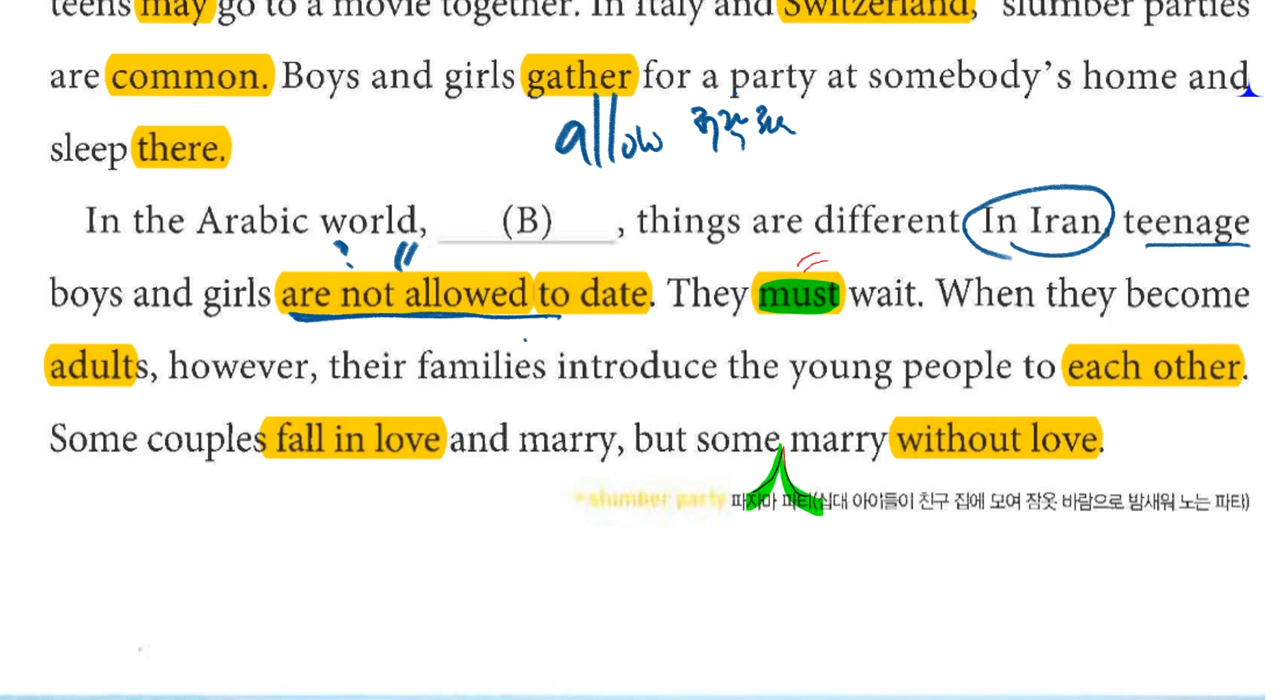 teens may go to a movie together. In Italy and Switzerland, *slumber parties
are common. Boys and girls gather for a party at somebody's home and
allow 허락하다
sleep there.
In the Arabic world, (B) , things are different. In Iran, teenage
boys and girls are not allowed to date. They must wait. When they become
adults, however, their families introduce the young people to each other.
Some couples fall in love and marry, but some marry without love.
*slumber party 파자마 파티(십대 아이들이 친구 집에 모여 잠옷 바람으로 밤새워 노는 파티)